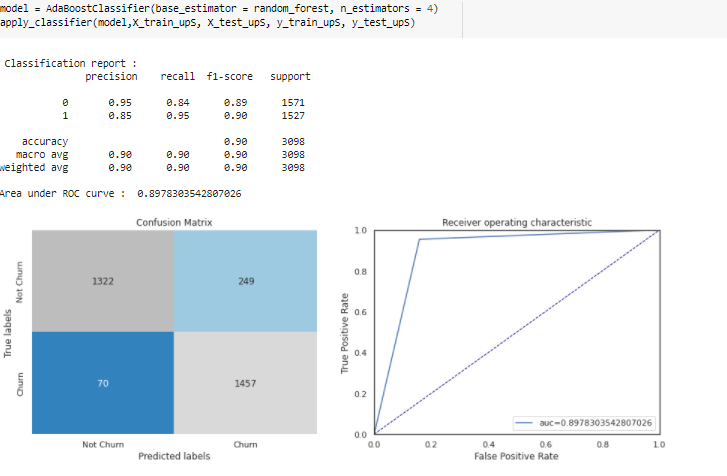 model = AdaBoostClassifier(base_estimator = random_forest, n_estimators = 4)
apply_classifier(model,X_train_upS, X_test_upS, y_train_upS, y_test_upS)
Classification report :
precision recall f1-score support
0 0.95 0.84 0.89 1571
1 0.85 0.95 0.90 1527
accuracy 0.90 3098
macro avg 0.90 0.90 0.90 3098
weighted avg 0.90 0.90 0.90 3098
Area under ROC curve : 0.8978303542807026
Confusion Matrix
True labels
Not Churn
Churn
1322 249
70 1457
Not Churn Churn
Predicted labels
Receiver operating characteristic
True Positive Rate
1.0
0.8
0.6
0.4
0.2
0.0
auc=0.8978303542807026
0.0 0.2 0.4 0.6 0.8 1.0
False Positive Rate